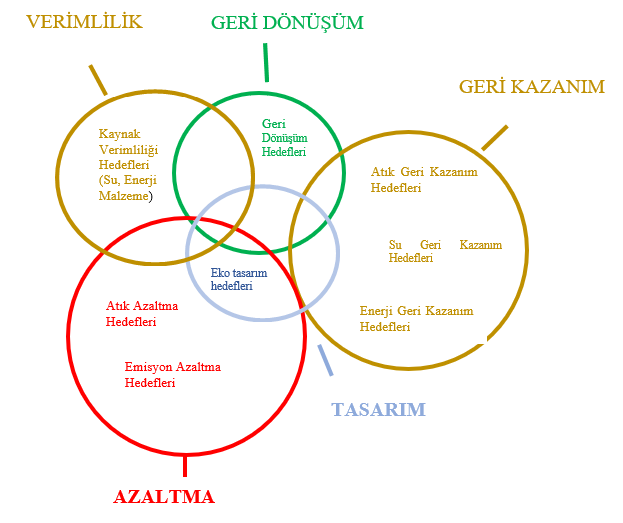 VERİMLİLİK
GERİ DÖNÜŞÜM
GERİ KAZANIM
Kaynak
Verimliliği
Hedefleri
(Su, Enerji
Malzeme)
Geri
Dönüşüm
Hedefleri
Atık Geri Kazanım
Hedefleri
Su Geri Kazanım
Hedefleri
Enerji Geri Kazanım
Hedefleri
Eko tasarım
hedefleri
Atık Azaltma
Hedefleri
Emisyon Azaltma
Hedefleri
TASARIM
AZALTMA